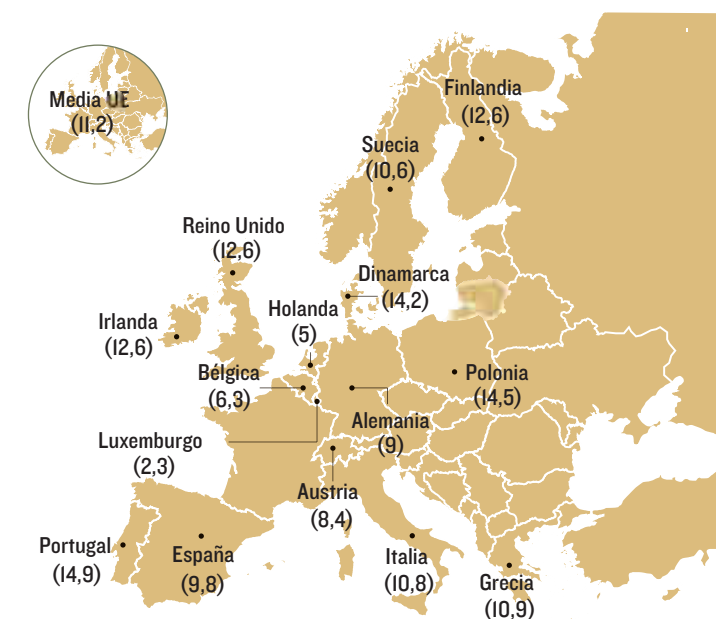 Media UE
(11,2)
Finlandia
(12,6)
Suecia
(10,6)
Reino Unido
(12,6)
Dinamarca
(14,2)
Holanda
(5)
Irlanda
(12,6)
Bélgica
(6,3)
Polonia
(14,5)
Alemania
(9)
Luxemburgo
(2,3)
Austria
(8,4)
Portugal
(14,9)
España
(9,8)
Italia
(10,8)
Grecia
(10,9)